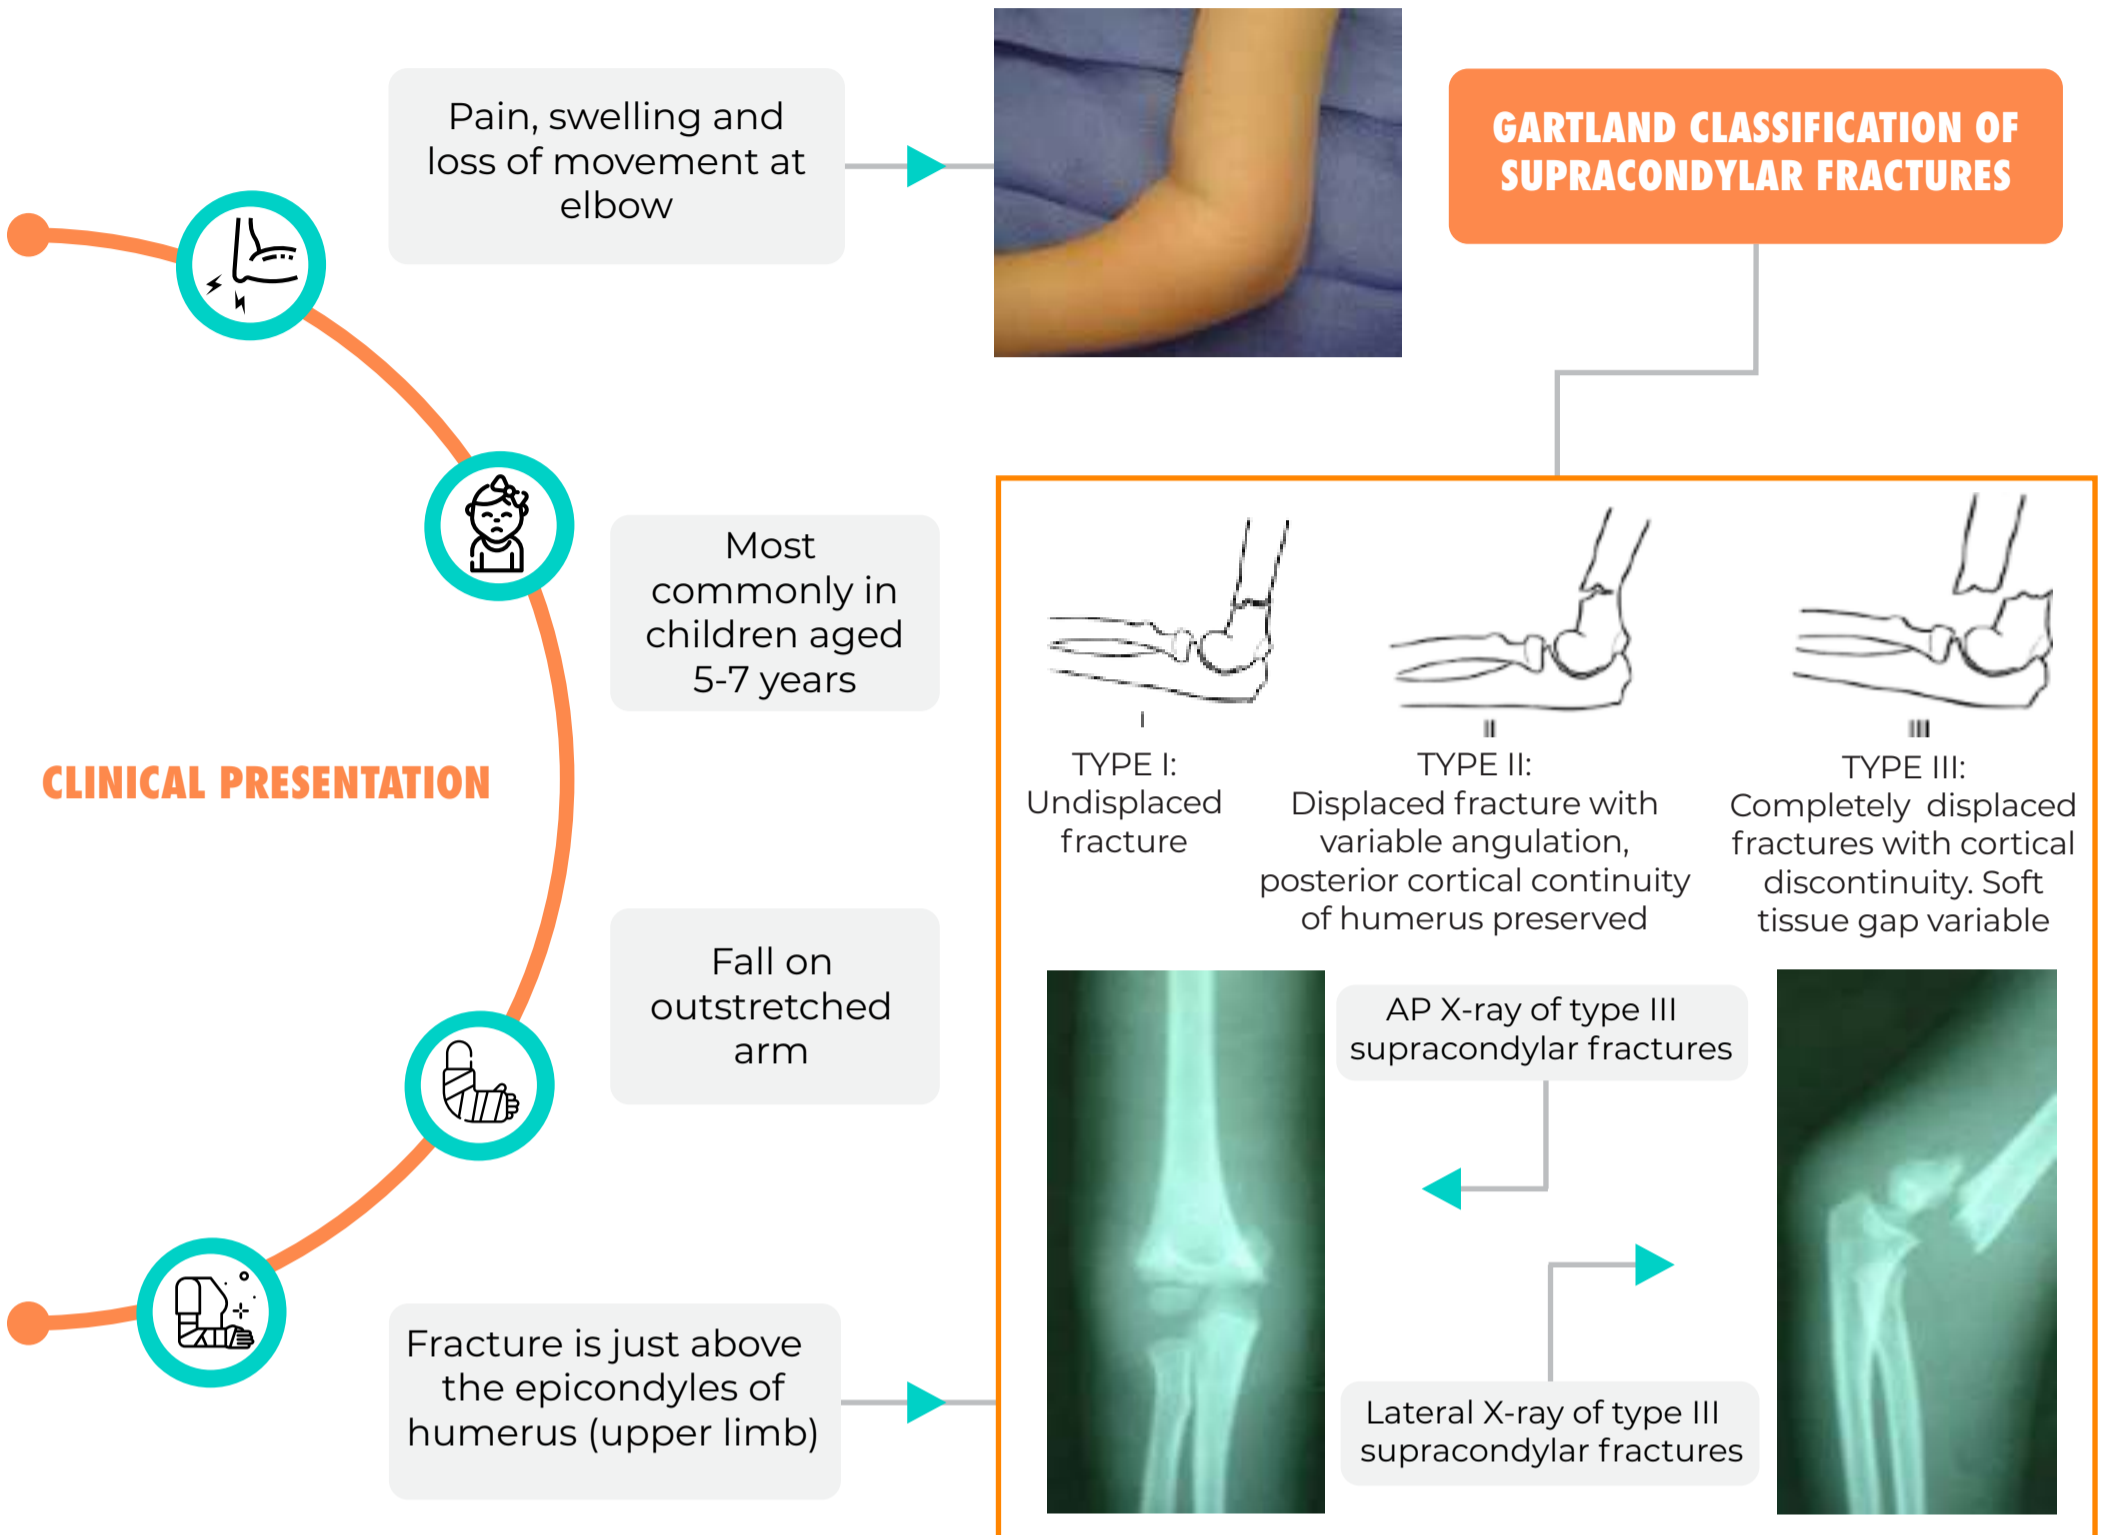 Pain, swelling and
loss of movement at
elbow
GARTLAND CLASSIFICATION OF
SUPRACONDYLAR FRACTURES
Most
commonly in
children aged
5-7 years
CLINICAL PRESENTATION
Fall on
outstretched
arm
Fracture is just above
the epicondyles of
humerus (upper limb)
I
TYPE I:
Undisplaced
fracture
II
TYPE II:
Displaced fracture with
variable angulation,
posterior cortical continuity
of humerus preserved
III
TYPE III:
Completely displaced
fractures with cortical
discontinuity. Soft
tissue gap variable
AP X-ray of type III
supracondylar fractures
Lateral X-ray of type III
supracondylar fractures